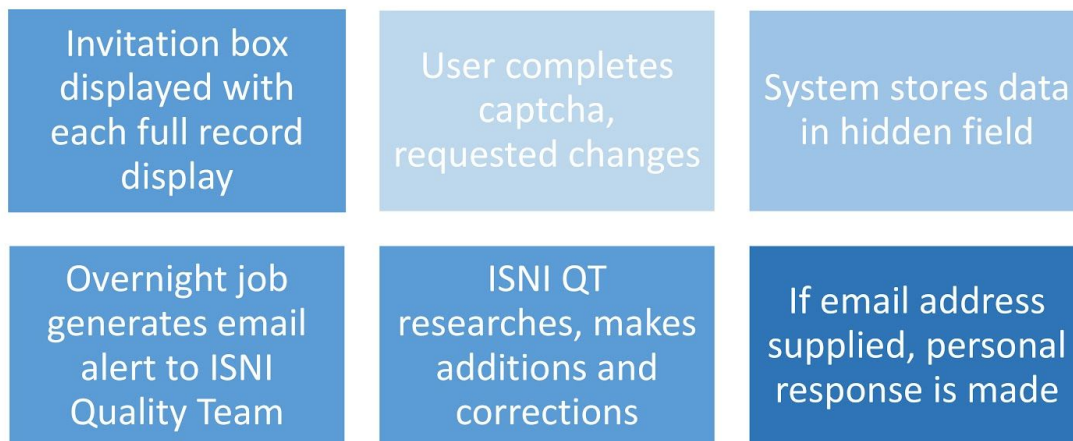 Invitation box
displayed with
each full record
display
User completes
captcha,
requested changes
System stores data
in hidden field
Overnight job
generates email
alert to ISNI
Quality Team
ISNI QT
researches, makes
additions and
corrections
If email address
supplied, personal
response is made